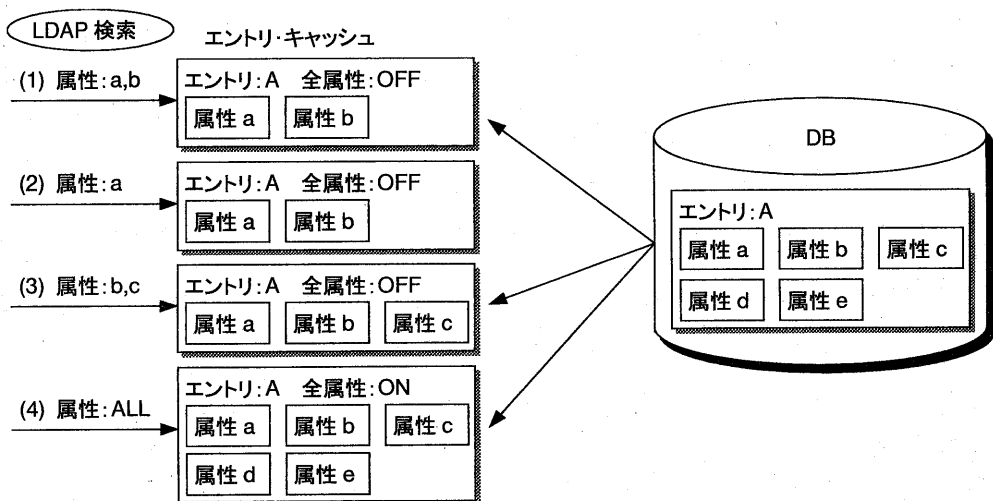 LDAP 検索
エントリ・キャッシュ
(1) 属性:a,b
エントリ:A 全属性:OFF
属性 a 属性 b
(2) 属性:a
エントリ:A 全属性:OFF
属性 a 属性 b
(3) 属性:b,c
エントリ:A 全属性:OFF
属性 a 属性 b 属性 c
(4) 属性:ALL
エントリ:A 全属性:ON
属性 a 属性 b 属性 c
属性 d 属性 e
DB
エントリ:A
属性 a 属性 b 属性 c
属性 d 属性 e